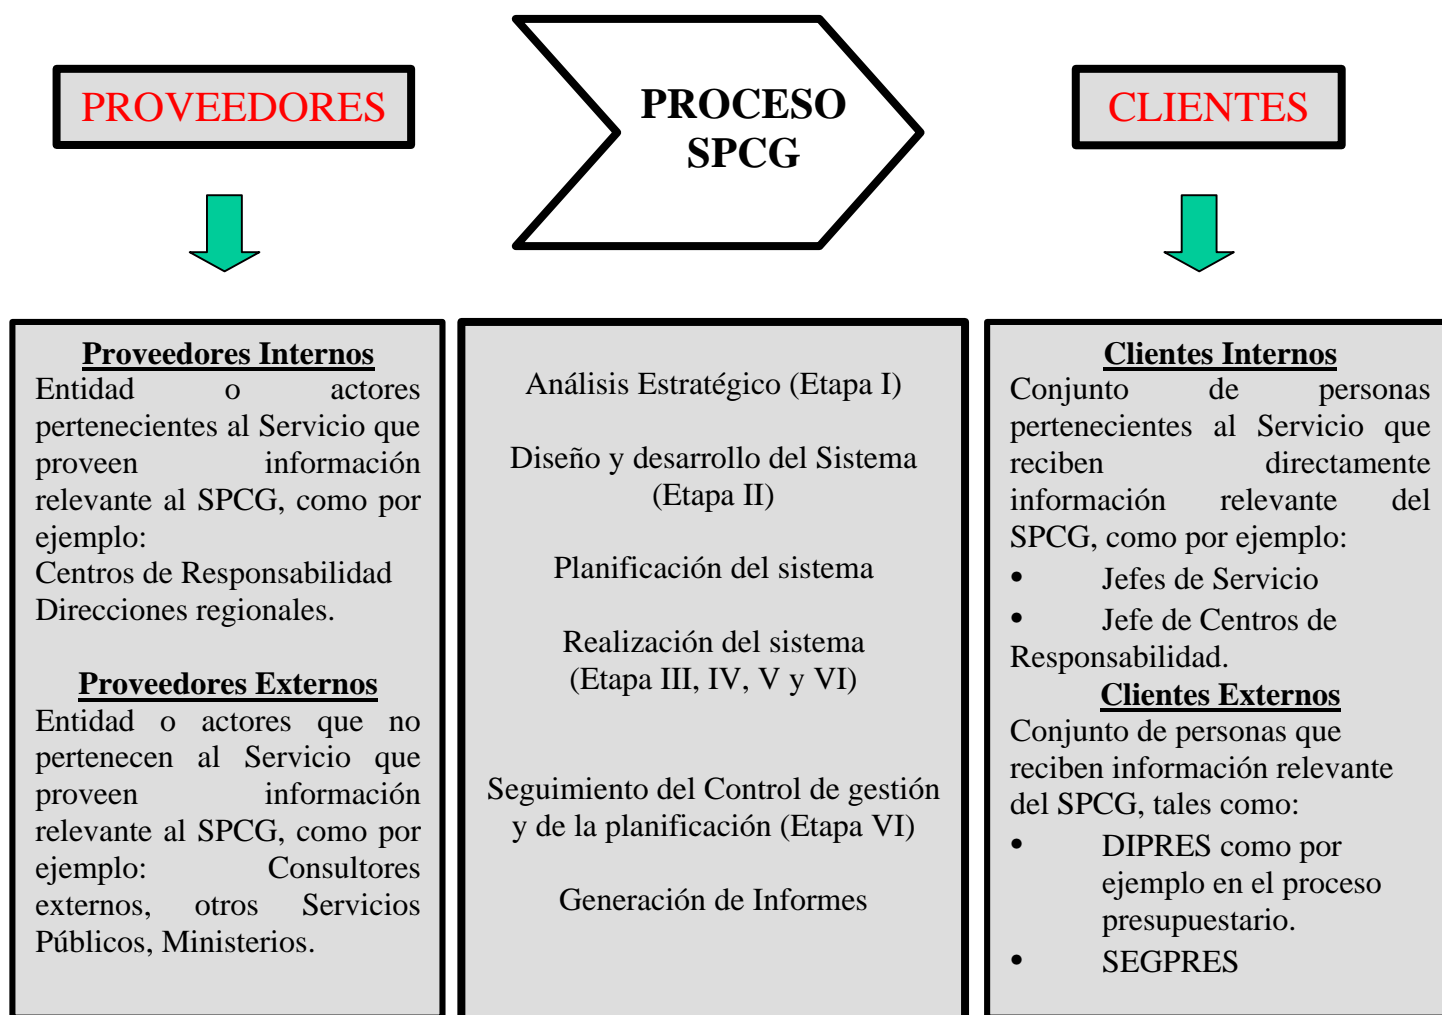 PROVEEDORES
PROCESO
SPCG
CLIENTES
Proveedores Internos
Entidad o actores
pertenecientes al Servicio que
proveen información
relevante al SPCG, como por
ejemplo:
Centros de Responsabilidad
Direcciones regionales.
Proveedores Externos
Entidad o actores que no
pertenecen al Servicio que
proveen información
relevante al SPCG, como por
ejemplo: Consultores
externos, otros Servicios
Públicos, Ministerios.
Análisis Estratégico (Etapa I)
Diseño y desarrollo del Sistema
(Etapa II)
Planificación del sistema
Realización del sistema
(Etapa III, IV, V y VI)
Seguimiento del Control de gestión
y de la planificación (Etapa VI)
Generación de Informes
Clientes Internos
Conjunto de personas
pertenecientes al Servicio que
reciben directamente
información relevante del
SPCG, como por ejemplo:
• Jefes de Servicio
• Jefe de Centros de
Responsabilidad.
Clientes Externos
Conjunto de personas que
reciben información relevante
del SPCG, tales como:
• DIPRES como por
ejemplo en el proceso
presupuestario.
• SEGPRES